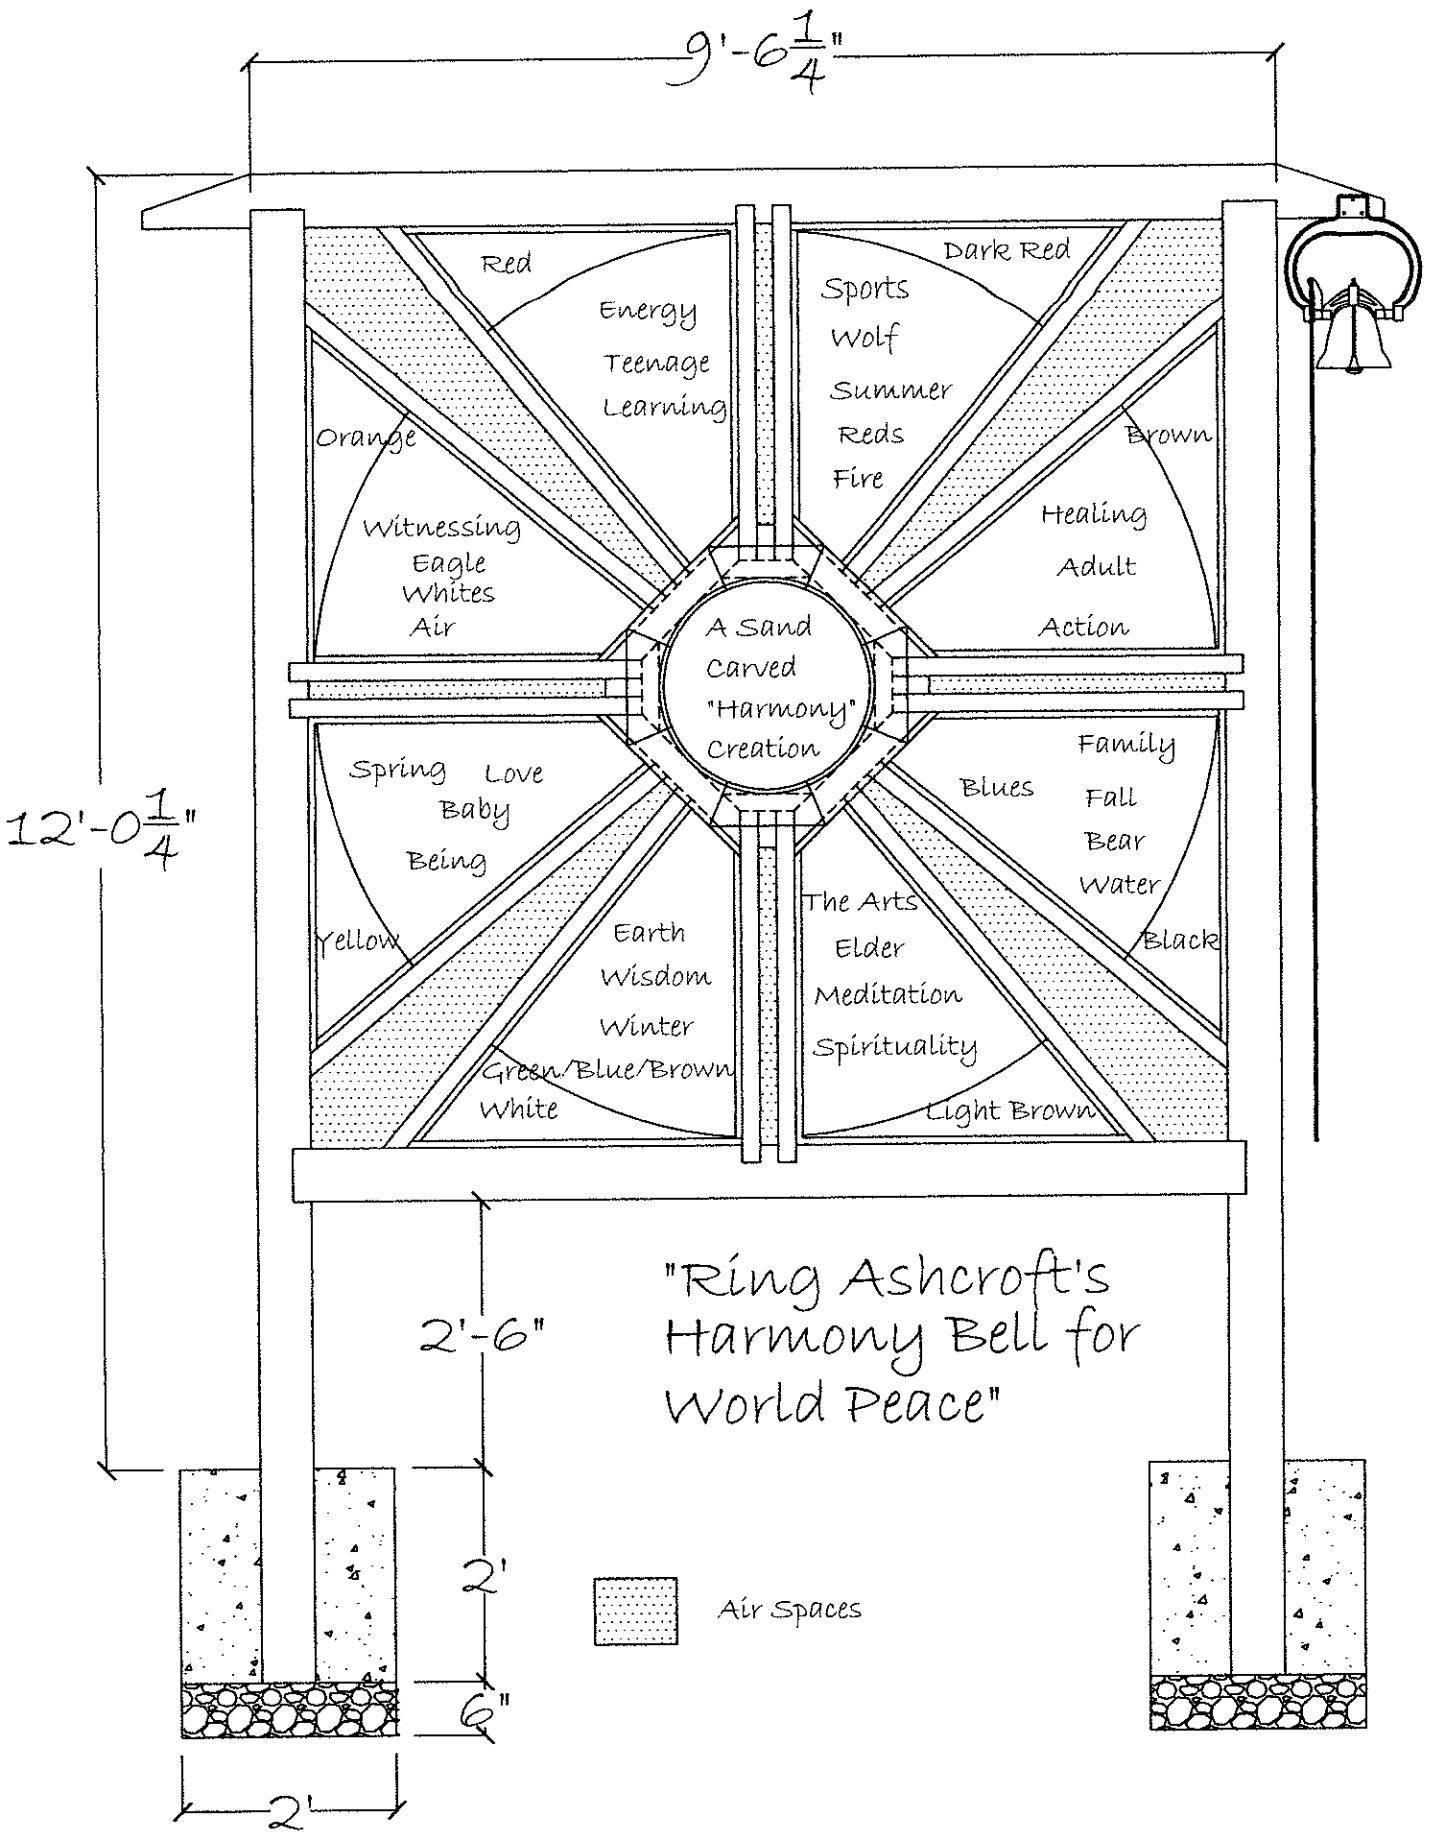 9'-6 1/4"
Red
Energy
Teenage
Learning
Dark Red
Sports
Wolf
Summer
Reds
Fire
Orange
Witnessing
Eagle
Whites
Air
Brown
Healing
Adult
Action
A Sand
Carved
"Harmony"
Creation
Spring Love
Baby
Being
Yellow
Family
Blues
Fall
Bear
Water
Black
12'-0 1/4"
Earth
Wisdom
Winter
Green/Blue/Brown
White
The Arts
Elder
Meditation
Spirituality
Light Brown
2'-6"
"Ring Ashcroft's
Harmony Bell for
World Peace"
2'
Air Spaces
6"
2'